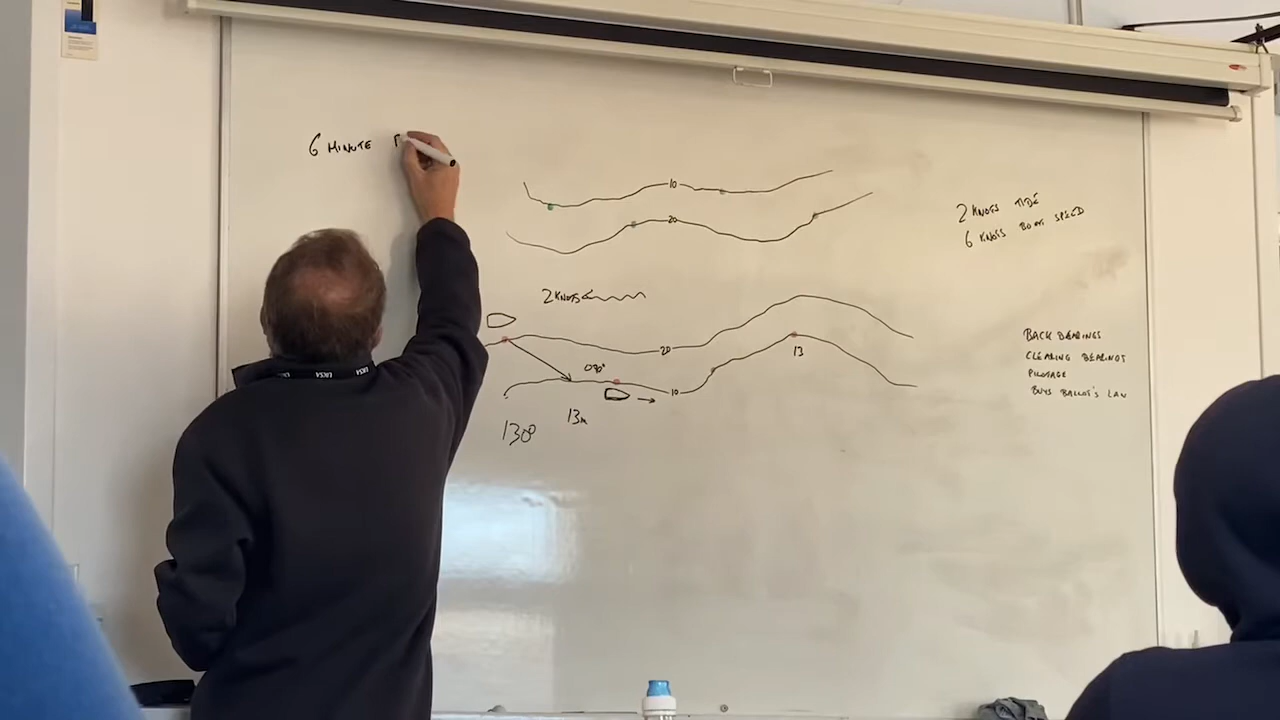 6 MINUTE
10
20
2 KNOTS TIDE
6 KNOTS BOAT SPEED
2 KNOTS
20
13
090°
10
13m
130°
BACK BEARINGS
CLEARING BEARINGS
PILOTAGE
BUYS BALLOT'S LAW